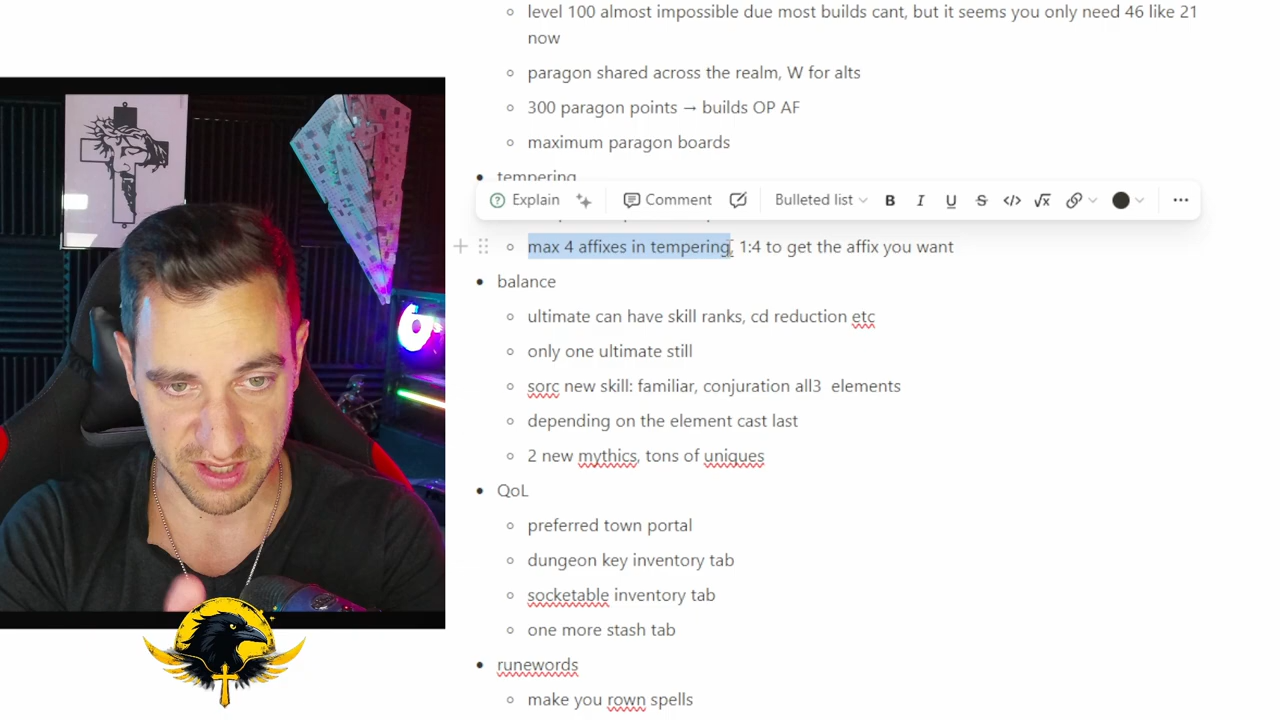 level 100 almost impossible due most builds cant, but it seems you only need 46 like 21
now
paragon shared across the realm, W for alts
300 paragon points → builds OP AF
maximum paragon boards
tempering
Explain
Comment
Bulleted list
B I U S </> √x
max 4 affixes in tempering, 1:4 to get the affix you want
balance
ultimate can have skill ranks, cd reduction etc
only one ultimate still
sorc new skill: familiar, conjuration all3 elements
depending on the element cast last
2 new mythics, tons of uniques
QoL
preferred town portal
dungeon key inventory tab
socketable inventory tab
one more stash tab
runewords
make you rown spells